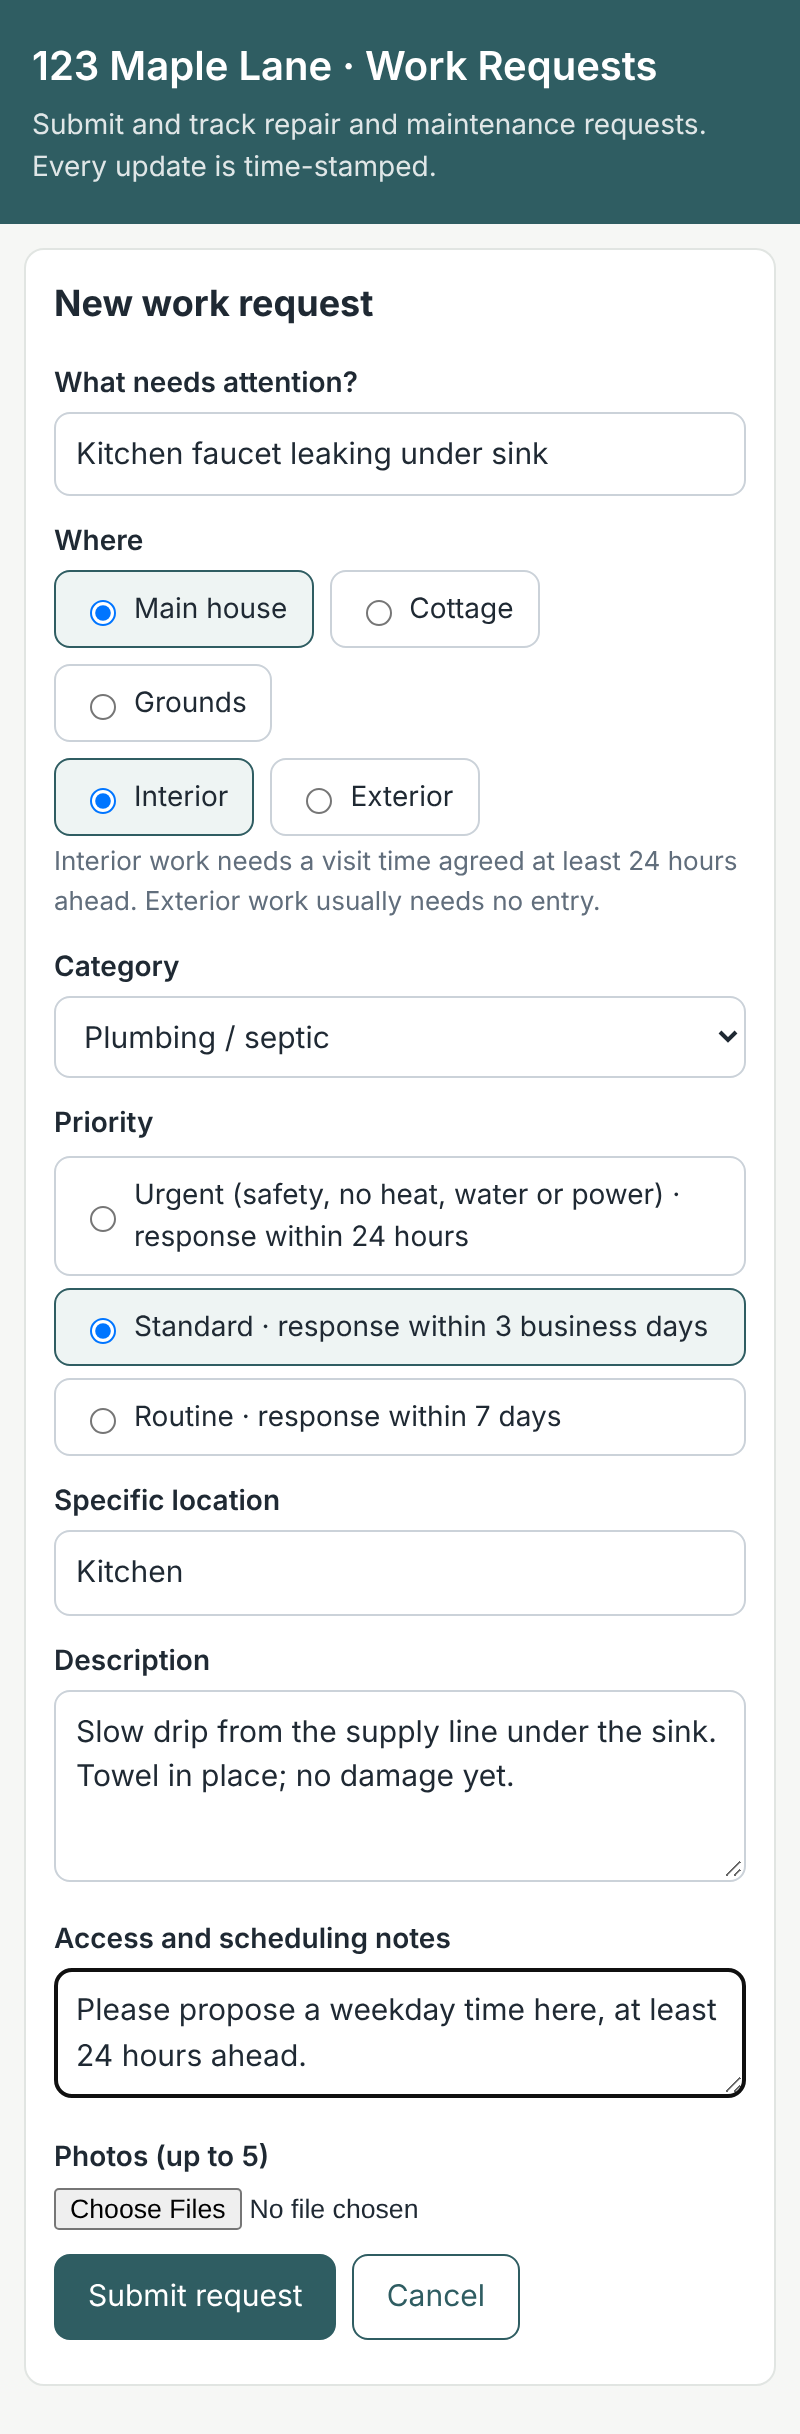 123 Maple Lane · Work Requests
Submit and track repair and maintenance requests.
Every update is time-stamped.
New work request
What needs attention?
Kitchen faucet leaking under sink
Where
Main house
Cottage
Grounds
Interior
Exterior
Interior work needs a visit time agreed at least 24 hours
ahead. Exterior work usually needs no entry.
Category
Plumbing / septic
Priority
Urgent (safety, no heat, water or power) ·
response within 24 hours
Standard · response within 3 business days
Routine · response within 7 days
Specific location
Kitchen
Description
Slow drip from the supply line under the sink.
Towel in place; no damage yet.
Access and scheduling notes
Please propose a weekday time here, at least
24 hours ahead.
Photos (up to 5)
Choose Files No file chosen
Submit request
Cancel